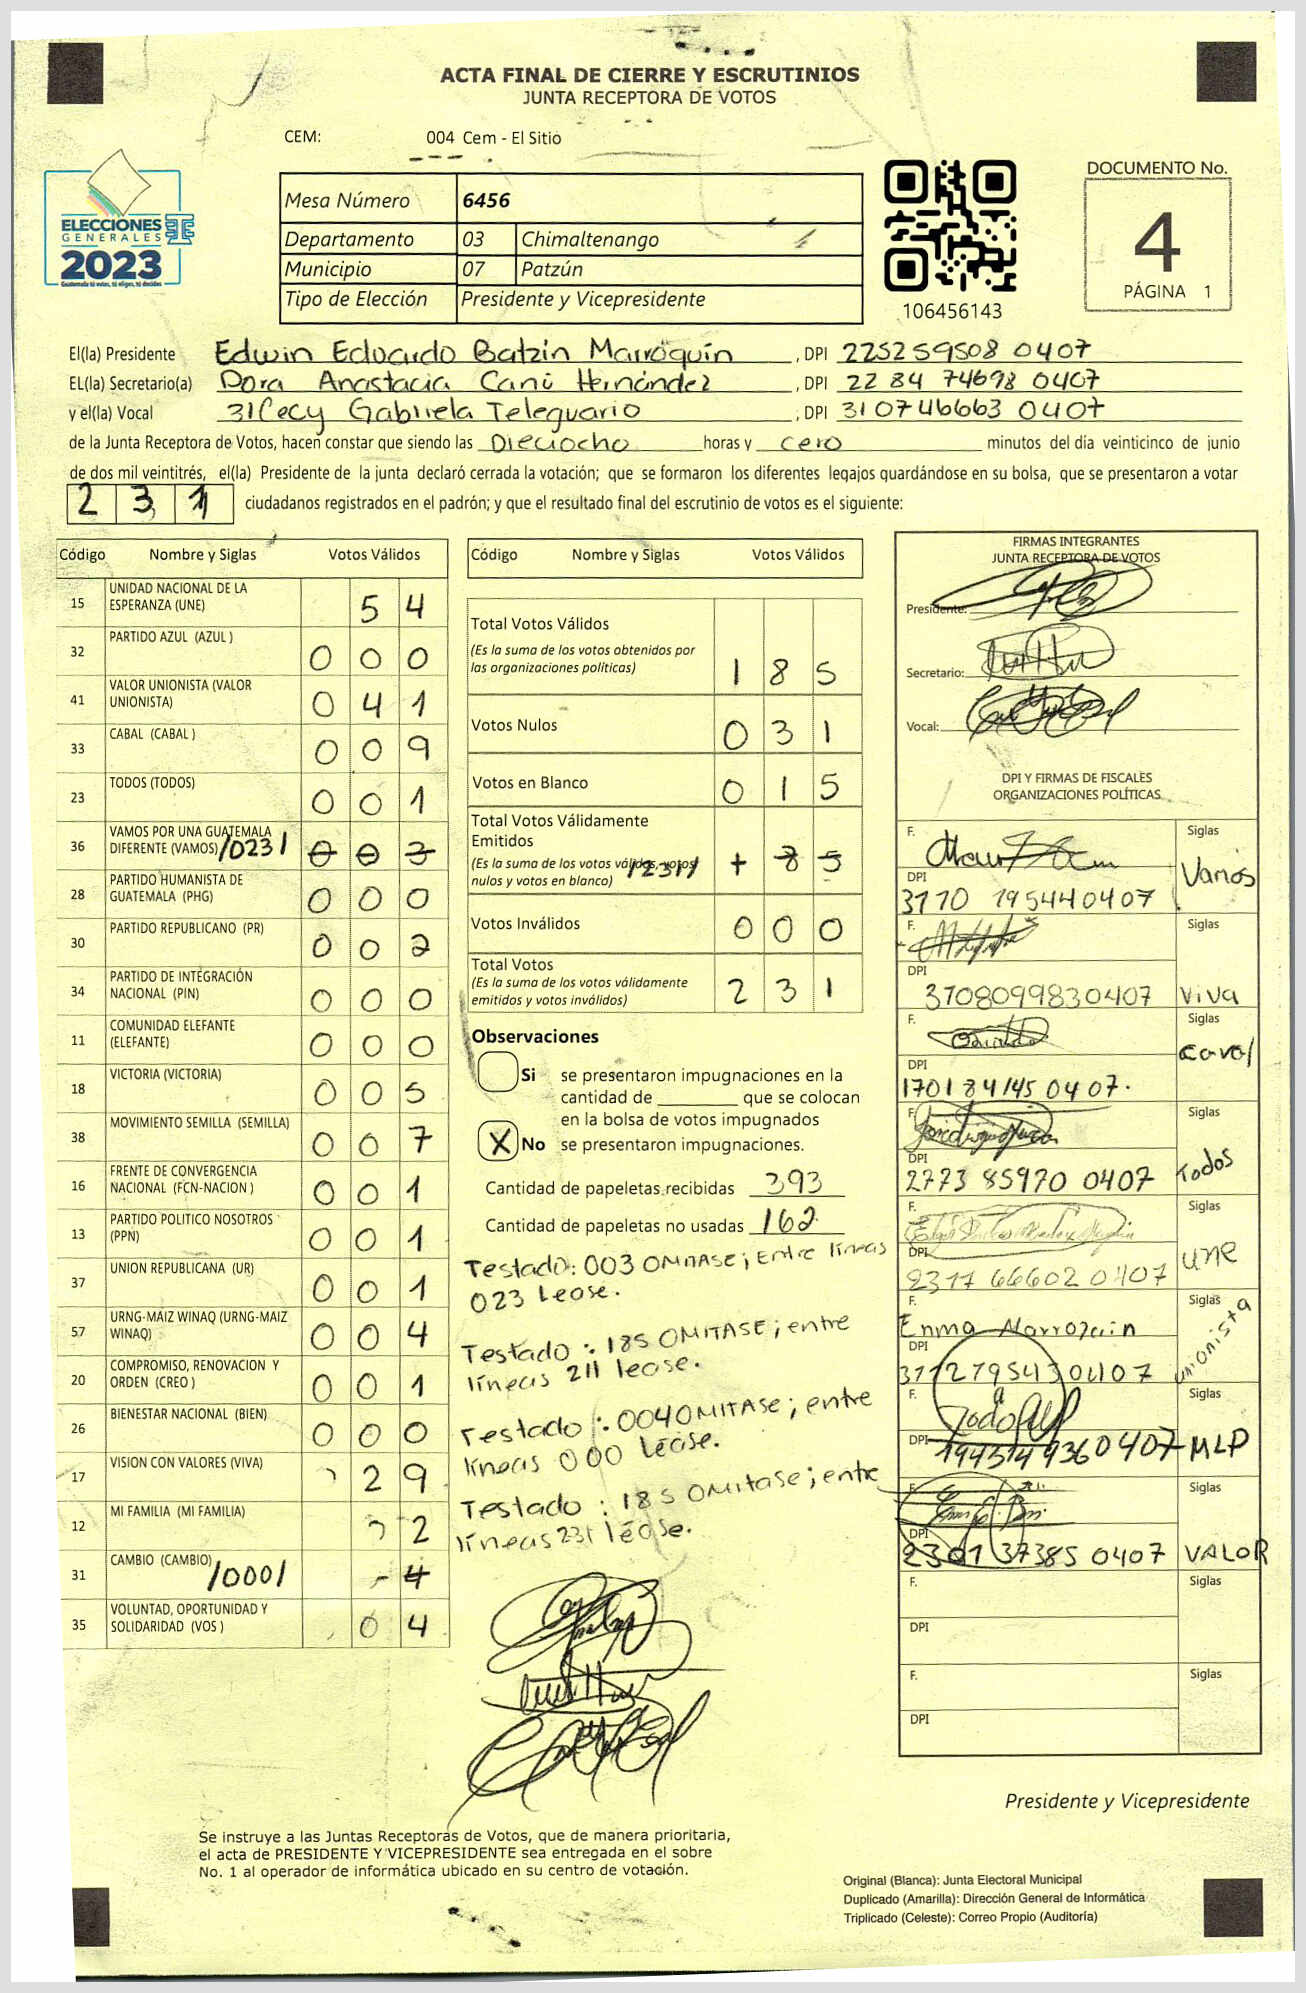 ACTA FINAL DE CIERRE Y ESCRUTINIOS
JUNTA RECEPTORA DE VOTOS
CEM: 004 Cem - El Sitio
ELECCIONES
GENERALES
2023
Guatemala tú votas, tú eliges, tú decides
Mesa Número 6456
Departamento 03 Chimaltenango
Municipio 07 Patzún
Tipo de Elección Presidente y Vicepresidente
106456143
DOCUMENTO No.
4
PÁGINA 1
El(la) Presidente Edwin Eduardo Batzin Marroquín , DPI 225259508 0407
EL(la) Secretario(a) Dora Anastacia Canú Hernández , DPI 2284 74698 0407
y el(la) Vocal Cecy Gabriela Teleguario , DPI 310746663 0407
de la Junta Receptora de Votos, hacen constar que siendo las Dieciocho horas y cero minutos del día veinticinco de junio
de dos mil veintitrés, el(la) Presidente de la junta declaró cerrada la votación; que se formaron los diferentes legajos quardándose en su bolsa, que se presentaron a votar
2 3 1 ciudadanos registrados en el padrón; y que el resultado final del escrutinio de votos es el siguiente:
Código Nombre y Siglas Votos Válidos
15 UNIDAD NACIONAL DE LA ESPERANZA (UNE) 5 4
32 PARTIDO AZUL (AZUL ) 0 0 0
41 VALOR UNIONISTA (VALOR UNIONISTA) 0 4 1
33 CABAL (CABAL ) 0 0 9
23 TODOS (TODOS) 0 0 1
36 VAMOS POR UNA GUATEMALA DIFERENTE (VAMOS) /023/ 0 0 3
28 PARTIDO HUMANISTA DE GUATEMALA (PHG) 0 0 0
30 PARTIDO REPUBLICANO (PR) 0 0 2
34 PARTIDO DE INTEGRACIÓN NACIONAL (PIN) 0 0 0
11 COMUNIDAD ELEFANTE (ELEFANTE) 0 0 0
18 VICTORIA (VICTORIA) 0 0 5
38 MOVIMIENTO SEMILLA (SEMILLA) 0 0 7
16 FRENTE DE CONVERGENCIA NACIONAL (FCN-NACION ) 0 0 1
13 PARTIDO POLITICO NOSOTROS (PPN) 0 0 1
37 UNION REPUBLICANA (UR) 0 0 1
57 URNG-MAIZ WINAQ (URNG-MAIZ WINAQ) 0 0 4
20 COMPROMISO, RENOVACION Y ORDEN (CREO ) 0 0 1
26 BIENESTAR NACIONAL (BIEN) 0 0 0
17 VISION CON VALORES (VIVA) 2 9
12 MI FAMILIA (MI FAMILIA) 2
31 CAMBIO (CAMBIO) /000/ 4
35 VOLUNTAD, OPORTUNIDAD Y SOLIDARIDAD (VOS ) 0 4
Código Nombre y Siglas Votos Válidos
Total Votos Válidos
(Es la suma de los votos obtenidos por
las organizaciones políticas) 1 8 5
Votos Nulos 0 3 1
Votos en Blanco 0 1 5
Total Votos Válidamente
Emitidos
(Es la suma de los votos válidos, votos
nulos y votos en blanco) /231/ 1 8 5
Votos Inválidos 0 0 0
Total Votos
(Es la suma de los votos válidamente
emitidos y votos inválidos) 2 3 1
Observaciones
Si se presentaron impugnaciones en la
cantidad de ________ que se colocan
en la bolsa de votos impugnados
X No se presentaron impugnaciones.
Cantidad de papeletas recibidas 393
Cantidad de papeletas no usadas 162
Testado: 003 OMITASE; Entre líneas
023 Lease.
Testado : 185 OMITASE; entre
líneas 211 lease.
Testado : 004 OMITASE; entre
líneas 000 léase.
Testado : 185 OMITASE; entre
líneas 231 léase.
FIRMAS INTEGRANTES
JUNTA RECEPTORA DE VOTOS
Presidente:
Secretario:
Vocal:
DPI Y FIRMAS DE FISCALES
ORGANIZACIONES POLÍTICAS
F. Siglas
DPI Vamos
3170 195440407
F. Siglas
DPI
3708099830407 Viva
F. Siglas
DPI Caval
1701 84145 0407.
F. Siglas
DPI Todos
2773 85970 0407
F. Siglas
DPI UNE
2317 66602 0407
F. Siglas
Enma Marroquin
DPI unionista
3112795430407
F. Siglas
DPI
1943149360407 MLP
F. Siglas
DPI
2301 37385 0407 VALOR
F. Siglas
DPI
F. Siglas
DPI
Presidente y Vicepresidente
Se instruye a las Juntas Receptoras de Votos, que de manera prioritaria,
el acta de PRESIDENTE Y VICEPRESIDENTE sea entregada en el sobre
No. 1 al operador de informática ubicado en su centro de votación.
Original (Blanca): Junta Electoral Municipal
Duplicado (Amarilla): Dirección General de Informática
Triplicado (Celeste): Correo Propio (Auditoría)